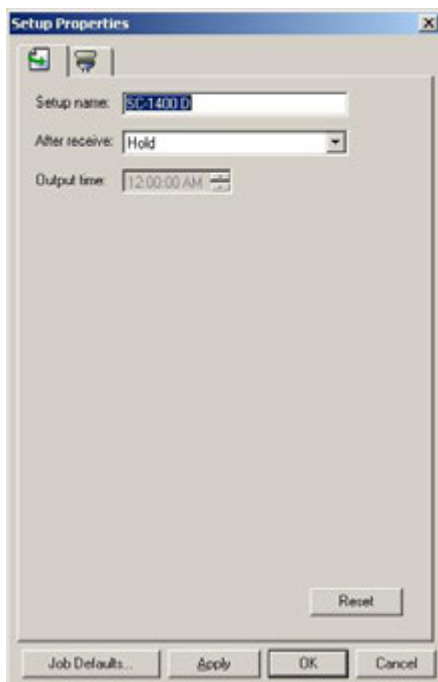 Setup Properties
Setup name: SC:1400 D
After receive: Hold
Output time: 12:00:00 AM
Reset
Job Defaults... Apply OK Cancel